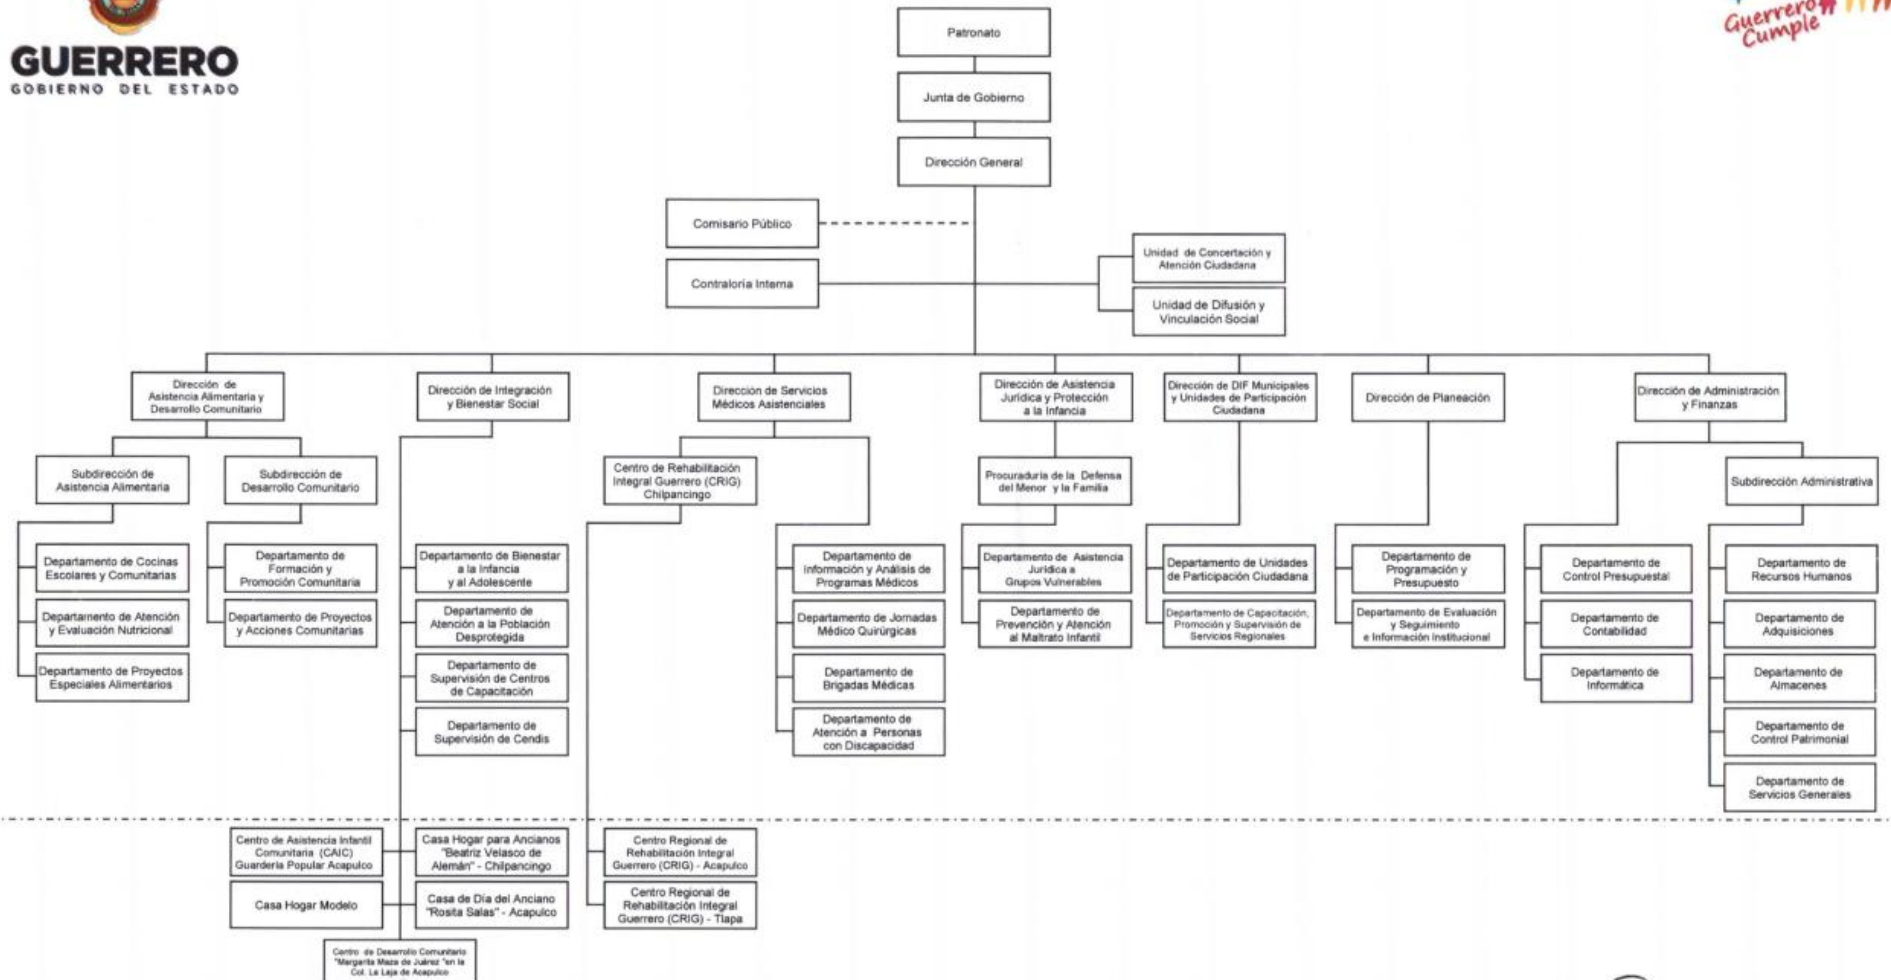 GUERRERO
GOBIERNO DEL ESTADO
Guerrero
Cumple
Patronato
Junta de Gobierno
Dirección General
Comisario Público
Contraloría Interna
Unidad de Concertación y
Atención Ciudadana
Unidad de Difusión y
Vinculación Social
Dirección de
Asistencia Alimentaria y
Desarrollo Comunitario
Dirección de Integración
y Bienestar Social
Dirección de Servicios
Médicos Asistenciales
Dirección de Asistencia
Jurídica y Protección
a la Infancia
Dirección de DIF Municipales
y Unidades de Participación
Ciudadana
Dirección de Planeación
Dirección de Administración
y Finanzas
Subdirección de
Asistencia Alimentaria
Subdirección de
Desarrollo Comunitario
Centro de Rehabilitación
Integral Guerrero (CRIG)
Chilpancingo
Procuraduría de la Defensa
del Menor y la Familia
Subdirección Administrativa
Departamento de Cocinas
Escolares y Comunitarias
Departamento de Atención
y Evaluación Nutricional
Departamento de Proyectos
Especiales Alimentarios
Departamento de
Formación y
Promoción Comunitaria
Departamento de Proyectos
y Acciones Comunitarias
Departamento de Bienestar
a la Infancia
y al Adolescente
Departamento de
Atención a la Población
Desprotegida
Departamento de
Supervisión de Centros
de Capacitación
Departamento de
Supervisión de Cendis
Departamento de
Información y Análisis de
Programas Médicos
Departamento de Jornadas
Médico Quirúrgicas
Departamento de
Brigadas Médicas
Departamento de
Atención a Personas
con Discapacidad
Departamento de Asistencia
Jurídica a
Grupos Vulnerables
Departamento de
Prevención y Atención
al Maltrato Infantil
Departamento de Unidades
de Participación Ciudadana
Departamento de Capacitación,
Promoción y Supervisión de
Servicios Regionales
Departamento de
Programación y
Presupuesto
Departamento de Evaluación
y Seguimiento
e Información Institucional
Departamento de
Control Presupuestal
Departamento de
Contabilidad
Departamento de
Informática
Departamento de
Recursos Humanos
Departamento de
Adquisiciones
Departamento de
Almacenes
Departamento de
Control Patrimonial
Departamento de
Servicios Generales
Centro de Asistencia Infantil
Comunitaria (CAIC)
Guardería Popular Acapulco
Casa Hogar para Ancianos
"Beatriz Velasco de
Alemán" - Chilpancingo
Centro Regional de
Rehabilitación Integral
Guerrero (CRIG) - Acapulco
Casa Hogar Modelo
Casa de Día del Anciano
"Rosita Salas" - Acapulco
Centro Regional de
Rehabilitación Integral
Guerrero (CRIG) - Tlapa
Centro de Desarrollo Comunitario
"Margarita Maza de Juárez "en la
Col. La Laja de Acapulco